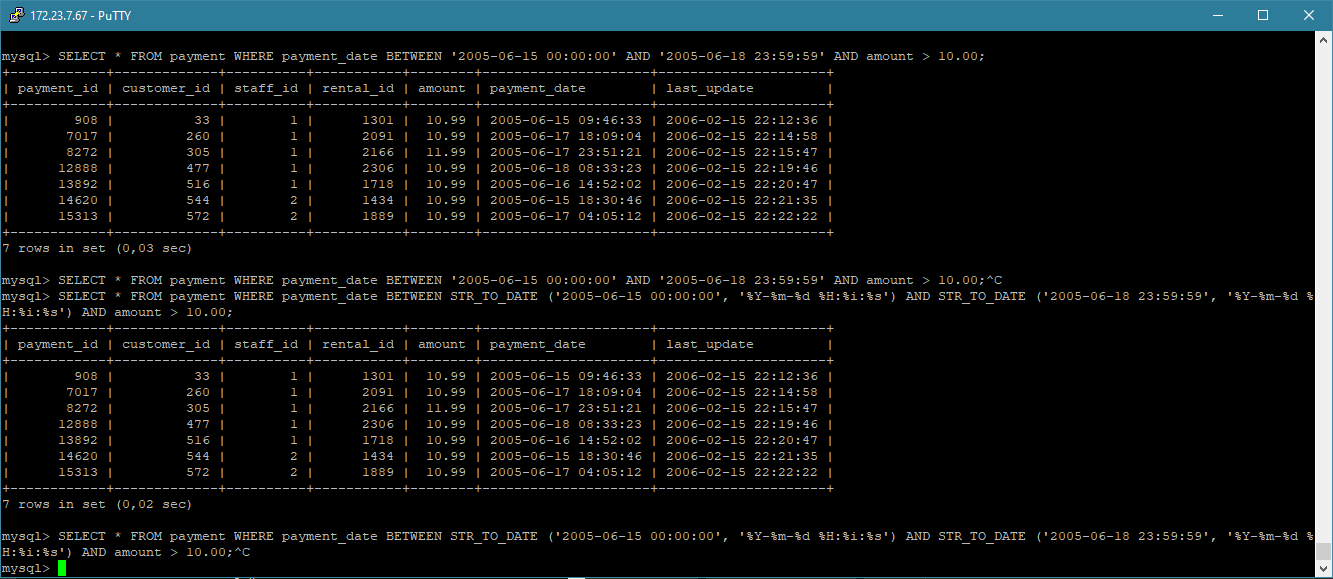 172.23.7.67 - PuTTY
mysql> SELECT * FROM payment WHERE payment_date BETWEEN '2005-06-15 00:00:00' AND '2005-06-18 23:59:59' AND amount > 10.00;
+------------+-------------+----------+-----------+--------+---------------------+---------------------+
| payment_id | customer_id | staff_id | rental_id | amount | payment_date        | last_update         |
+------------+-------------+----------+-----------+--------+---------------------+---------------------+
|        908 |          33 |        1 |      1301 |  10.99 | 2005-06-15 09:46:33 | 2006-02-15 22:12:36 |
|       7017 |         260 |        1 |      2091 |  10.99 | 2005-06-17 18:09:04 | 2006-02-15 22:14:58 |
|       8272 |         305 |        1 |      2166 |  11.99 | 2005-06-17 23:51:21 | 2006-02-15 22:15:47 |
|      12888 |         477 |        1 |      2306 |  10.99 | 2005-06-18 08:33:23 | 2006-02-15 22:19:46 |
|      13892 |         516 |        1 |      1718 |  10.99 | 2005-06-16 14:52:02 | 2006-02-15 22:20:47 |
|      14620 |         544 |        2 |      1434 |  10.99 | 2005-06-15 18:30:46 | 2006-02-15 22:21:35 |
|      15313 |         572 |        2 |      1889 |  10.99 | 2005-06-17 04:05:12 | 2006-02-15 22:22:22 |
+------------+-------------+----------+-----------+--------+---------------------+---------------------+
7 rows in set (0,03 sec)
mysql> SELECT * FROM payment WHERE payment_date BETWEEN '2005-06-15 00:00:00' AND '2005-06-18 23:59:59' AND amount > 10.00;^C
mysql> SELECT * FROM payment WHERE payment_date BETWEEN STR_TO_DATE ('2005-06-15 00:00:00', '%Y-%m-%d %H:%i:%s') AND STR_TO_DATE ('2005-06-18 23:59:59', '%Y-%m-%d %
H:%i:%s') AND amount > 10.00;
+------------+-------------+----------+-----------+--------+---------------------+---------------------+
| payment_id | customer_id | staff_id | rental_id | amount | payment_date        | last_update         |
+------------+-------------+----------+-----------+--------+---------------------+---------------------+
|        908 |          33 |        1 |      1301 |  10.99 | 2005-06-15 09:46:33 | 2006-02-15 22:12:36 |
|       7017 |         260 |        1 |      2091 |  10.99 | 2005-06-17 18:09:04 | 2006-02-15 22:14:58 |
|       8272 |         305 |        1 |      2166 |  11.99 | 2005-06-17 23:51:21 | 2006-02-15 22:15:47 |
|      12888 |         477 |        1 |      2306 |  10.99 | 2005-06-18 08:33:23 | 2006-02-15 22:19:46 |
|      13892 |         516 |        1 |      1718 |  10.99 | 2005-06-16 14:52:02 | 2006-02-15 22:20:47 |
|      14620 |         544 |        2 |      1434 |  10.99 | 2005-06-15 18:30:46 | 2006-02-15 22:21:35 |
|      15313 |         572 |        2 |      1889 |  10.99 | 2005-06-17 04:05:12 | 2006-02-15 22:22:22 |
+------------+-------------+----------+-----------+--------+---------------------+---------------------+
7 rows in set (0,02 sec)
mysql> SELECT * FROM payment WHERE payment_date BETWEEN STR_TO_DATE ('2005-06-15 00:00:00', '%Y-%m-%d %H:%i:%s') AND STR_TO_DATE ('2005-06-18 23:59:59', '%Y-%m-%d %
H:%i:%s') AND amount > 10.00;^C
mysql>